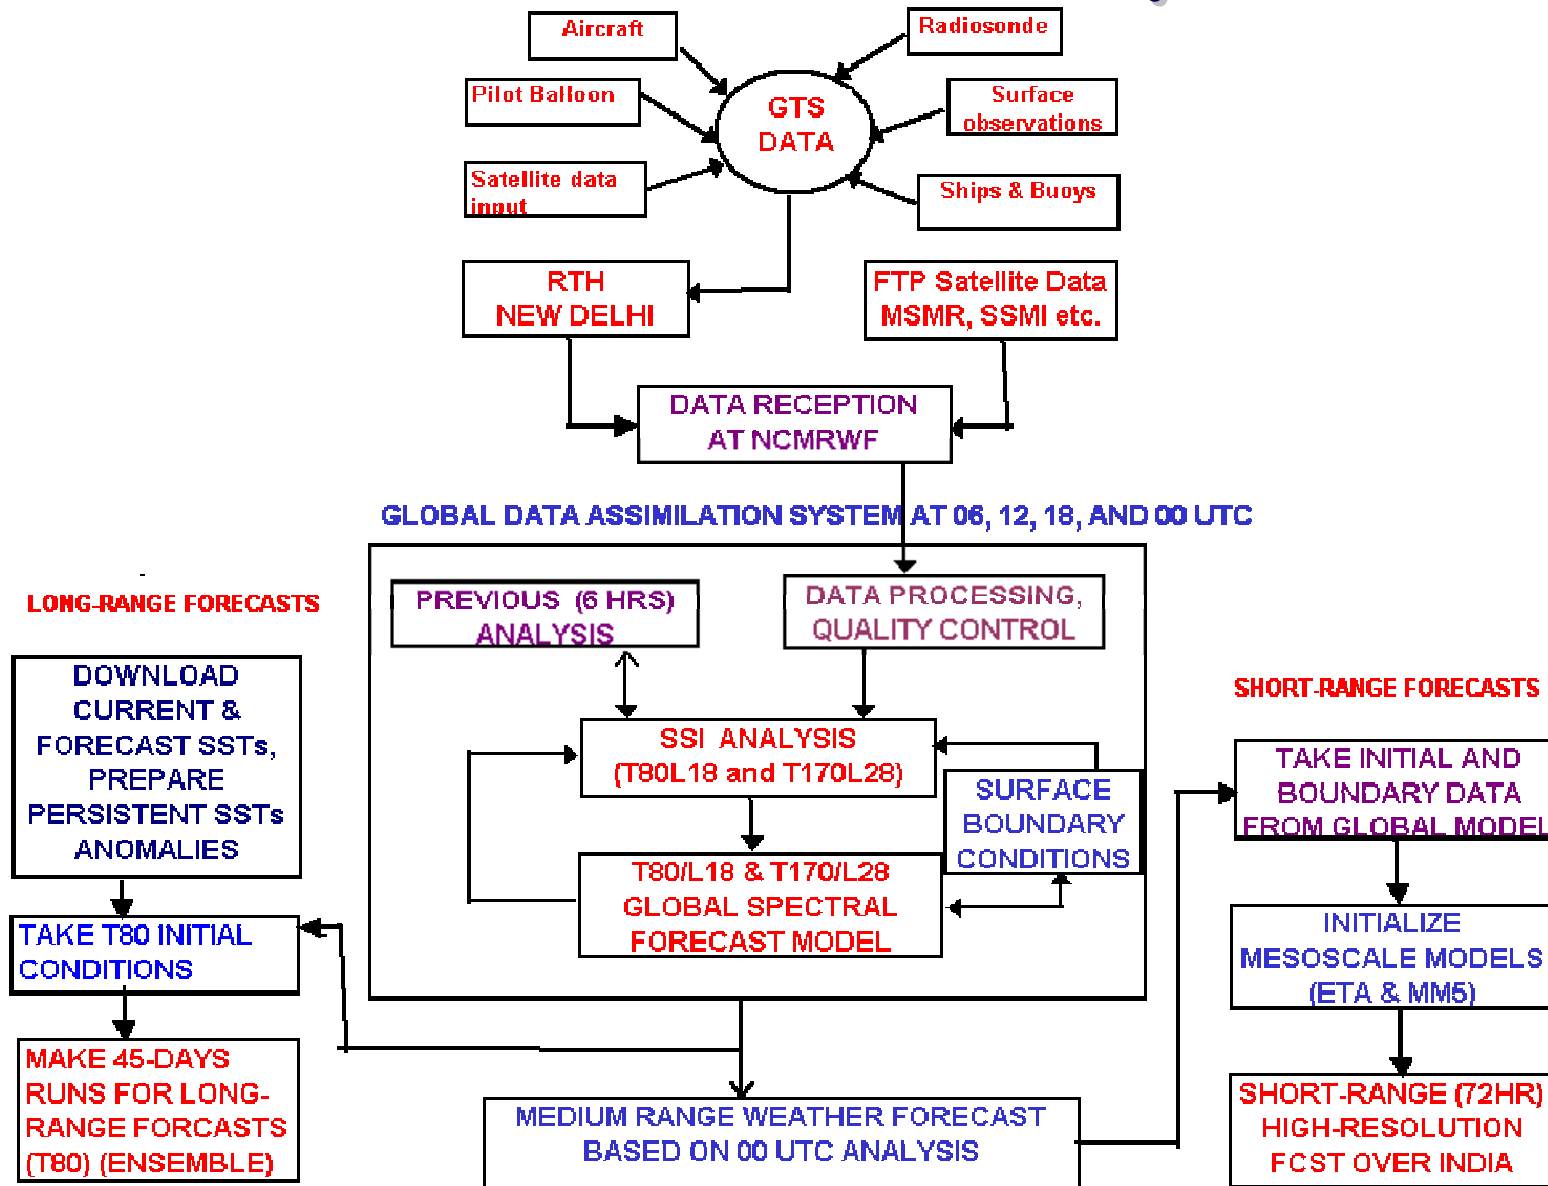 Aircraft
Radiosonde
Pilot Balloon
GTS
DATA
Surface
observations
Satellite data
input
Ships & Buoys
RTH
NEW DELHI
FTP Satellite Data
MSMR, SSMI etc.
DATA RECEPTION
AT NCMRWF
GLOBAL DATA ASSIMILATION SYSTEM AT 06, 12, 18, AND 00 UTC
PREVIOUS (6 HRS)
ANALYSIS
DATA PROCESSING,
QUALITY CONTROL
SSI ANALYSIS
(T80L18 and T170L28)
SURFACE
BOUNDARY
CONDITIONS
T80/L18 & T170/L28
GLOBAL SPECTRAL
FORECAST MODEL
LONG-RANGE FORECASTS
DOWNLOAD
CURRENT &
FORECAST SSTs,
PREPARE
PERSISTENT SSTs
ANOMALIES
TAKE T80 INITIAL
CONDITIONS
MAKE 45-DAYS
RUNS FOR LONG-
RANGE FORCASTS
(T80) (ENSEMBLE)
MEDIUM RANGE WEATHER FORECAST
BASED ON 00 UTC ANALYSIS
SHORT-RANGE FORECASTS
TAKE INITIAL AND
BOUNDARY DATA
FROM GLOBAL MODEL
INITIALIZE
MESOSCALE MODELS
(ETA & MM5)
SHORT-RANGE (72HR)
HIGH-RESOLUTION
FCST OVER INDIA